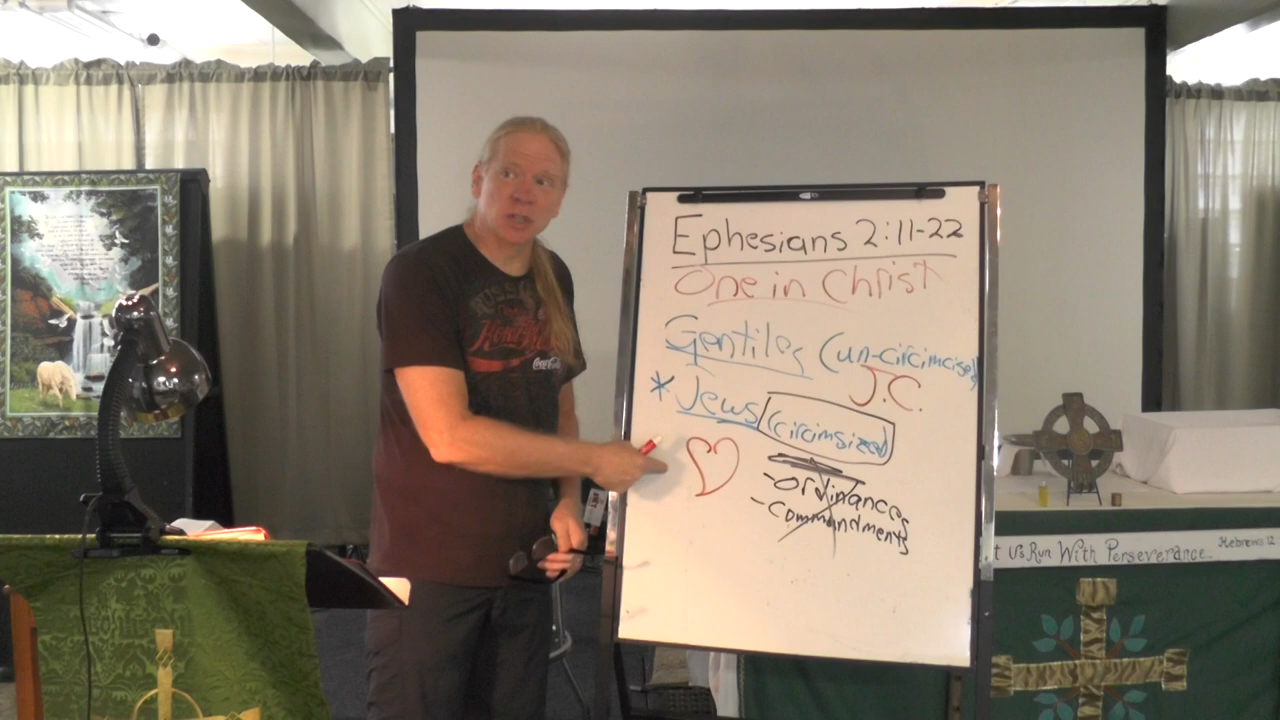 Ephesians 2:11-22
One in Christ
Gentiles (un-circimcised)
J.C.
* Jews (circimsized)
-ordinances
-commandments
Coca-Cola
t us Run With Perseverance... Hebrews 12